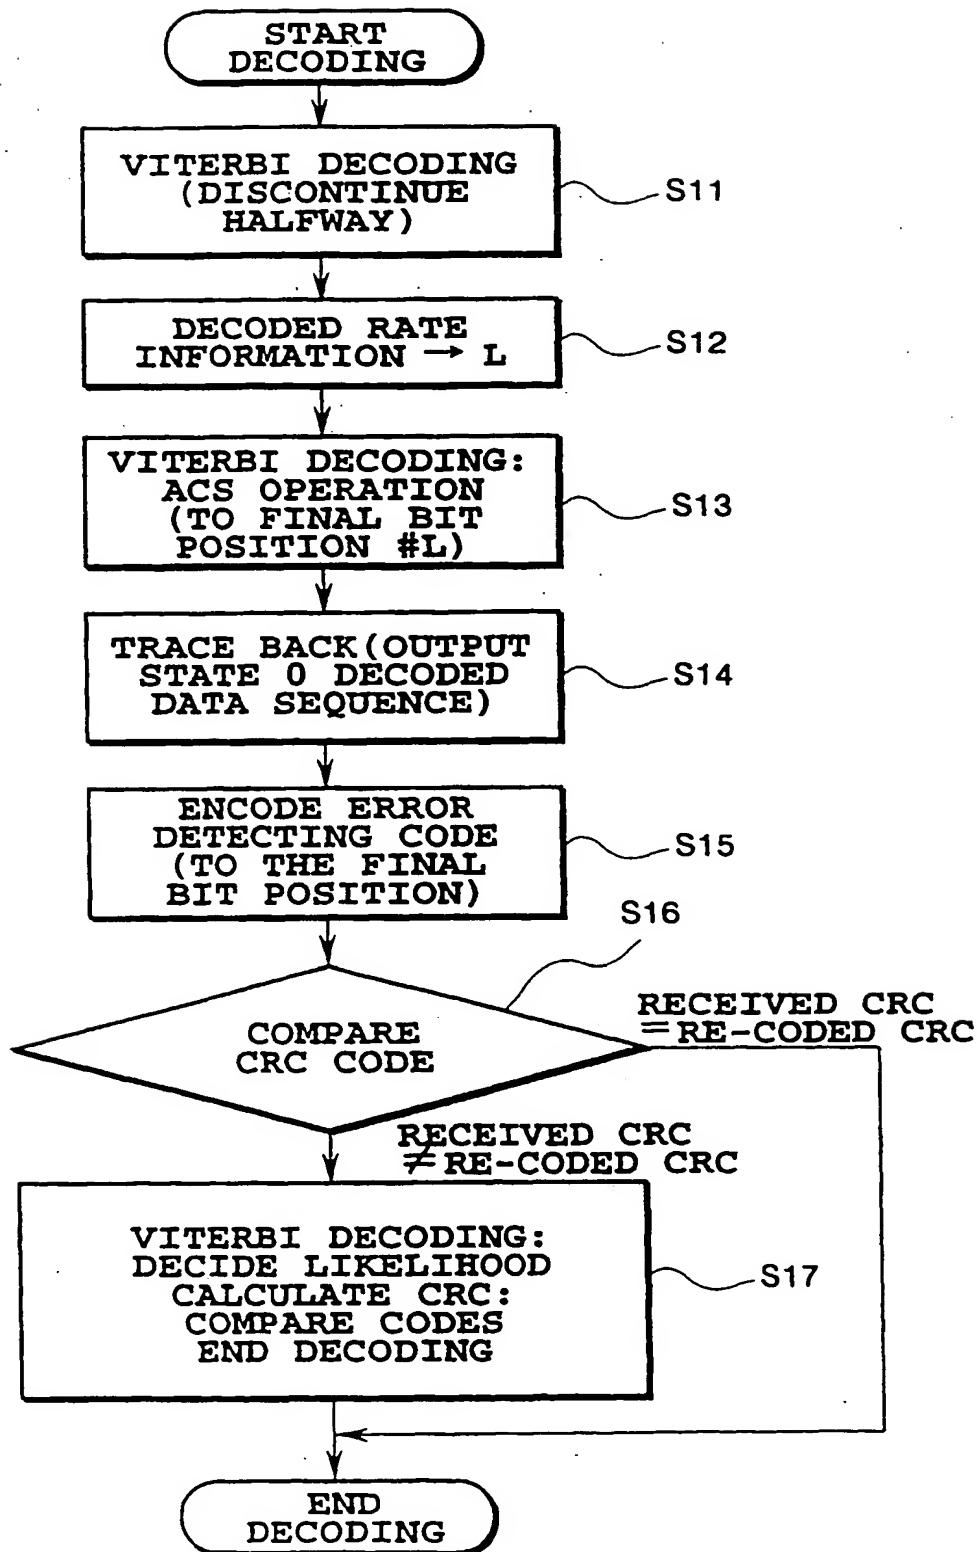 START
DECODING
VITERBI DECODING
(DISCONTINUE
HALFWAY)
S11
DECODED RATE
INFORMATION → L
S12
VITERBI DECODING:
ACS OPERATION
(TO FINAL BIT
POSITION #L)
S13
TRACE BACK(OUTPUT
STATE 0 DECODED
DATA SEQUENCE)
S14
ENCODE ERROR
DETECTING CODE
(TO THE FINAL
BIT POSITION)
S15
S16
COMPARE
CRC CODE
RECEIVED CRC
=RE-CODED CRC
RECEIVED CRC
≠RE-CODED CRC
VITERBI DECODING:
DECIDE LIKELIHOOD
CALCULATE CRC:
COMPARE CODES
END DECODING
S17
END
DECODING